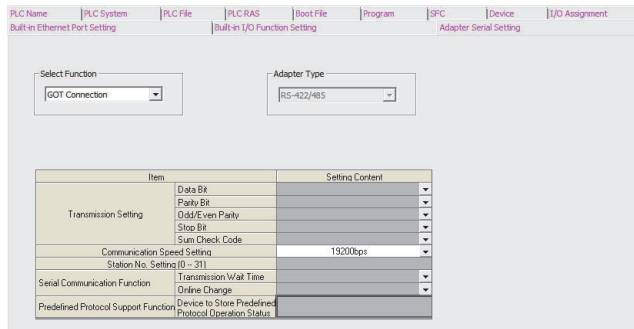 PLC Name PLC System PLC File PLC RAS Boot File Program SFC Device I/O Assignment
Built-in Ethernet Port Setting Built-in I/O Function Setting Adapter Serial Setting
Select Function Adapter Type
GOT Connection RS-422/485
Item Setting Content
Transmission Setting Data Bit
Parity Bit
Odd/Even Parity
Stop Bit
Sum Check Code
Communication Speed Setting 19200bps
Station No. Setting (0 -- 31)
Serial Communication Function Transmission Wait Time
Online Change
Predefined Protocol Support Function Device to Store Predefined
Protocol Operation Status